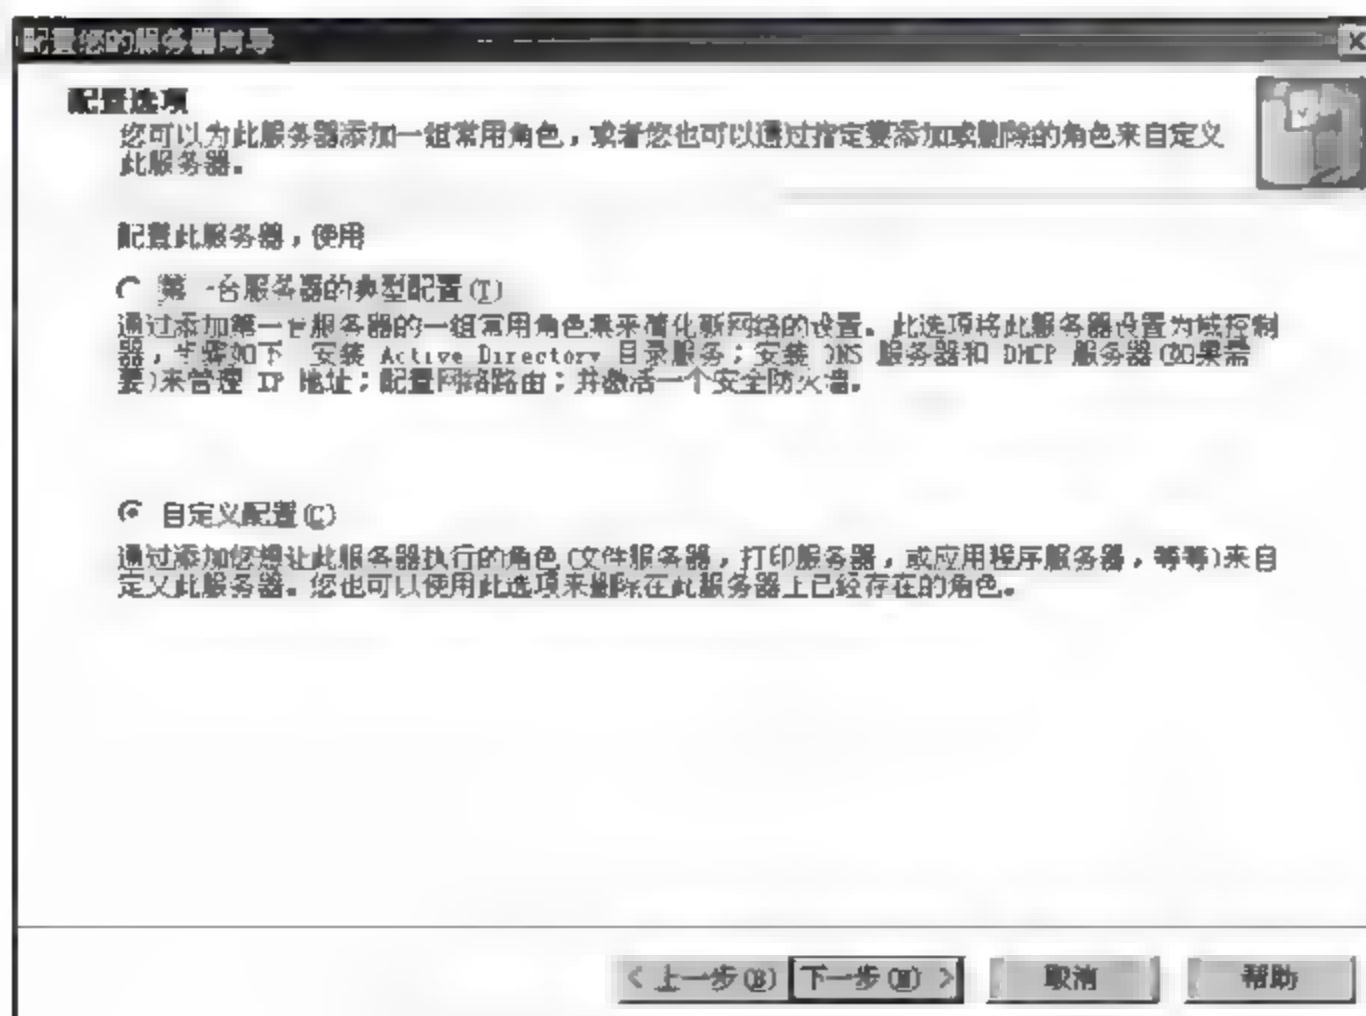 配置您的服务器向导
配置选项
您可以为此服务器添加一组常用角色，或者您也可以通过指定要添加或删除的角色来自定义
此服务器。
配置此服务器，使用
第一台服务器的典型配置(T)
通过添加第一台服务器的一组常用角色集来简化新网络的设置。此选项将此服务器设置为域控制
器，步骤如下 安装 Active Directory 目录服务；安装 DNS 服务器和 DHCP 服务器(如果需
要)来管理 IP 地址；配置网络路由；并激活一个安全防火墙。
自定义配置(C)
通过添加您想让此服务器执行的角色(文件服务器，打印服务器，或应用程序服务器，等等)来自
定义此服务器。您也可以使用此选项来删除在此服务器上已经存在的角色。
< 上一步(B) 下一步(N) > 取消 帮助